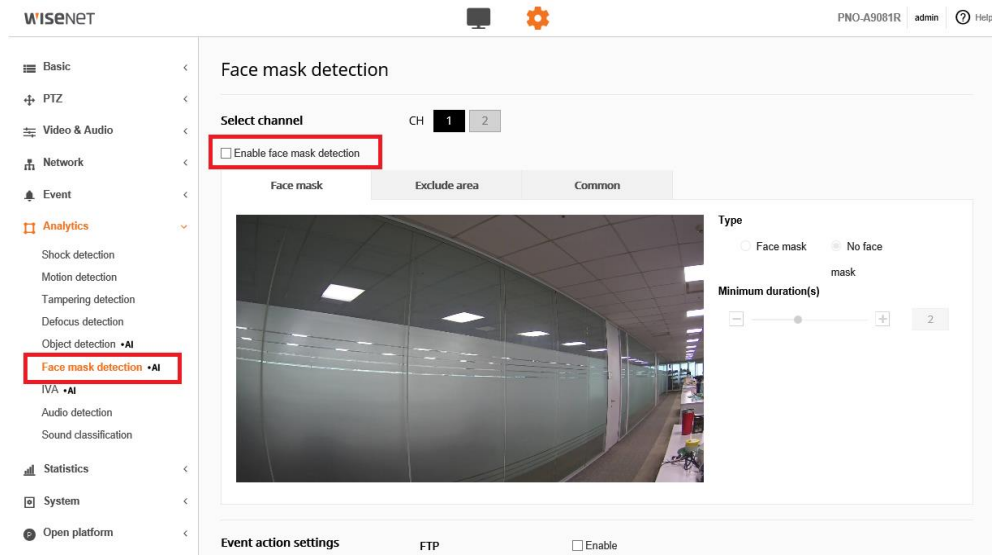 WISENET
PNO-A9081R admin ? Help
Basic
PTZ
Video & Audio
Network
Event
Analytics
Shock detection
Motion detection
Tampering detection
Defocus detection
Object detection •AI
Face mask detection •AI
IVA •AI
Audio detection
Sound classification
Statistics
System
P Open platform
Face mask detection
Select channel CH 1 2
Enable face mask detection
Face mask Exclude area Common
Type
Face mask No face
mask
Minimum duration(s)
2
Event action settings FTP Enable